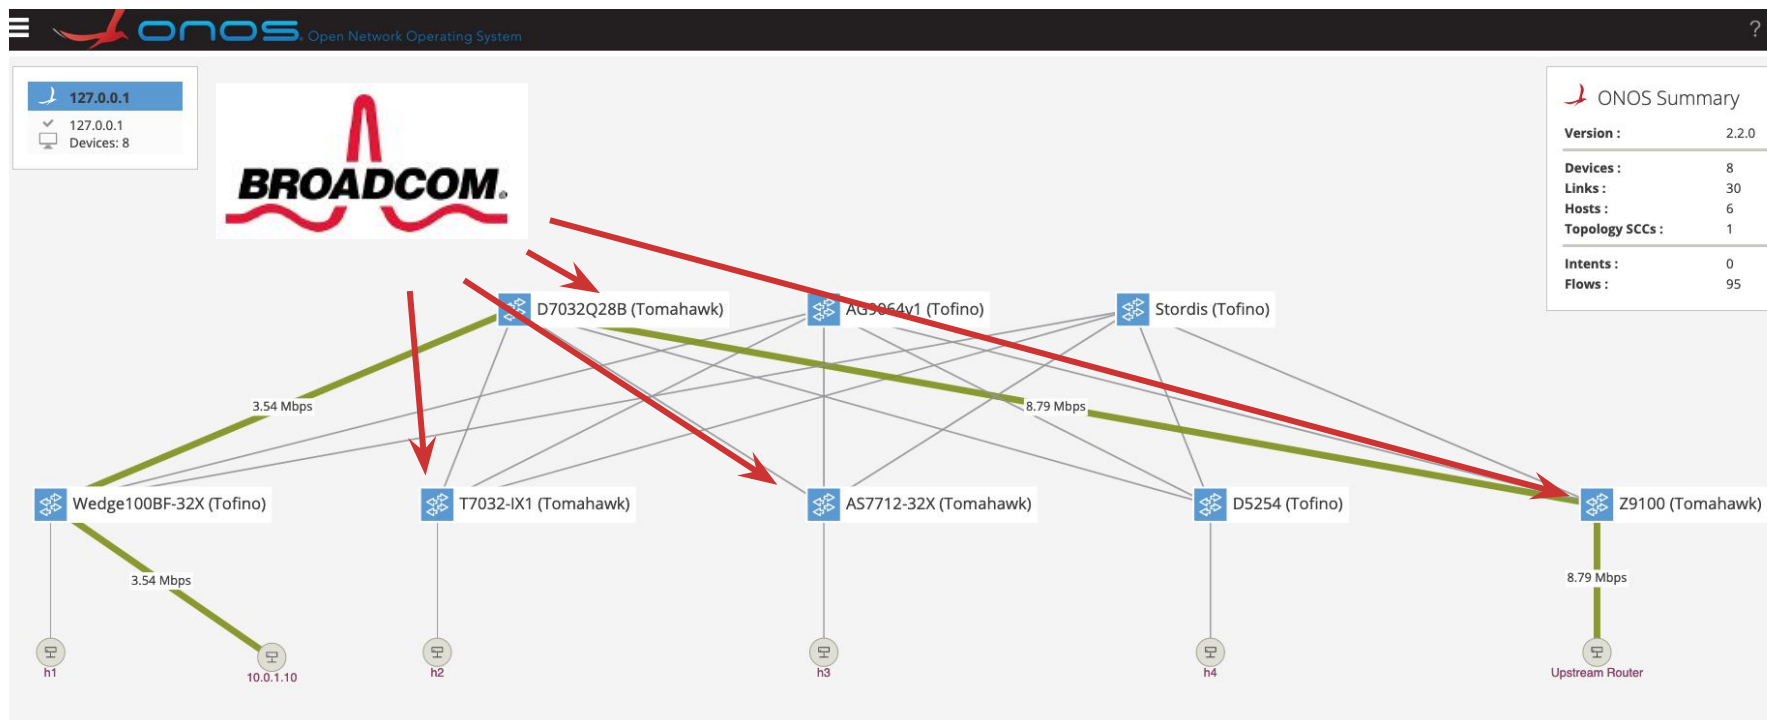 ONOS. Open Network Operating System
?
127.0.0.1
127.0.0.1
Devices: 8
BROADCOM®
ONOS Summary
Version : 2.2.0
Devices : 8
Links : 30
Hosts : 6
Topology SCCs : 1
Intents : 0
Flows : 95
D7032Q28B (Tomahawk)
AG9064v1 (Tofino)
Stordis (Tofino)
3.54 Mbps
8.79 Mbps
Wedge100BF-32X (Tofino)
T7032-IX1 (Tomahawk)
AS7712-32X (Tomahawk)
D5254 (Tofino)
Z9100 (Tomahawk)
3.54 Mbps
8.79 Mbps
h1
10.0.1.10
h2
h3
h4
Upstream Router